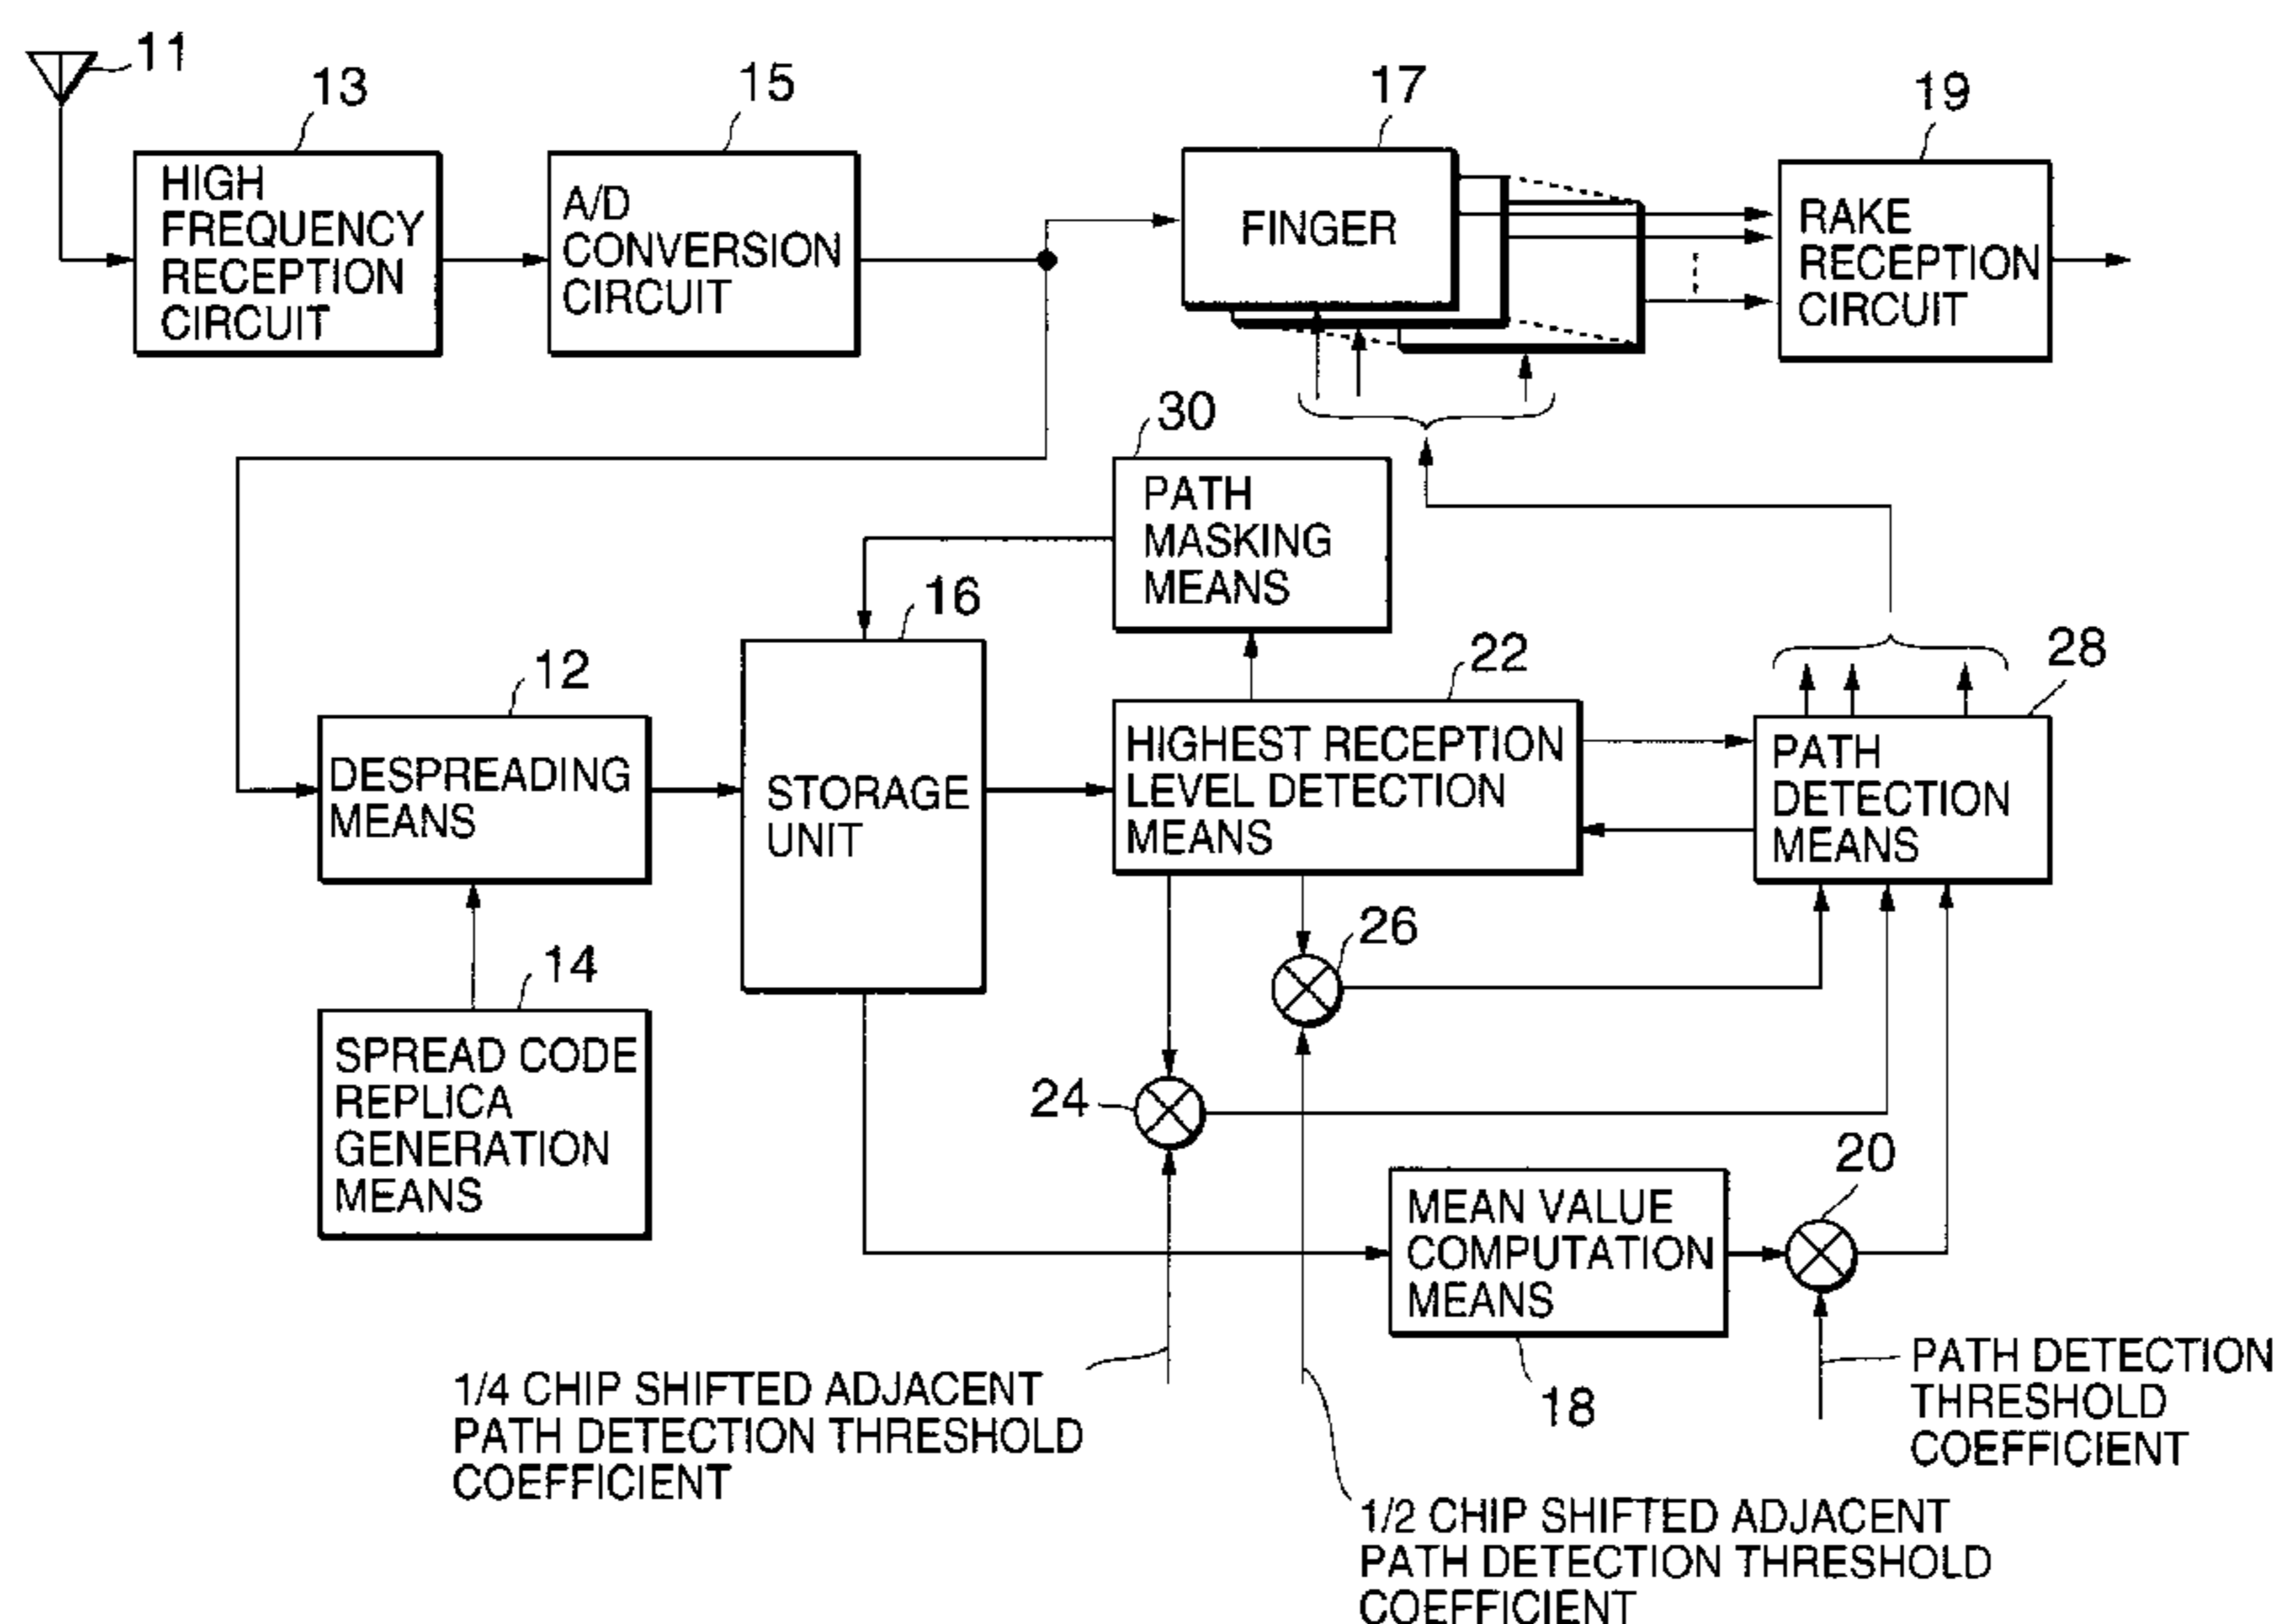 11
13
15
17
19
HIGH
FREQUENCY
RECEPTION
CIRCUIT
A/D
CONVERSION
CIRCUIT
FINGER
RAKE
RECEPTION
CIRCUIT
30
PATH
MASKING
MEANS
16
12
22
28
DESPREADING
MEANS
STORAGE
UNIT
HIGHEST RECEPTION
LEVEL DETECTION
MEANS
PATH
DETECTION
MEANS
14
26
SPREAD CODE
REPLICA
GENERATION
MEANS
24
20
MEAN VALUE
COMPUTATION
MEANS
18
1/4 CHIP SHIFTED ADJACENT
PATH DETECTION THRESHOLD
COEFFICIENT
PATH DETECTION
THRESHOLD
COEFFICIENT
1/2 CHIP SHIFTED ADJACENT
PATH DETECTION THRESHOLD
COEFFICIENT